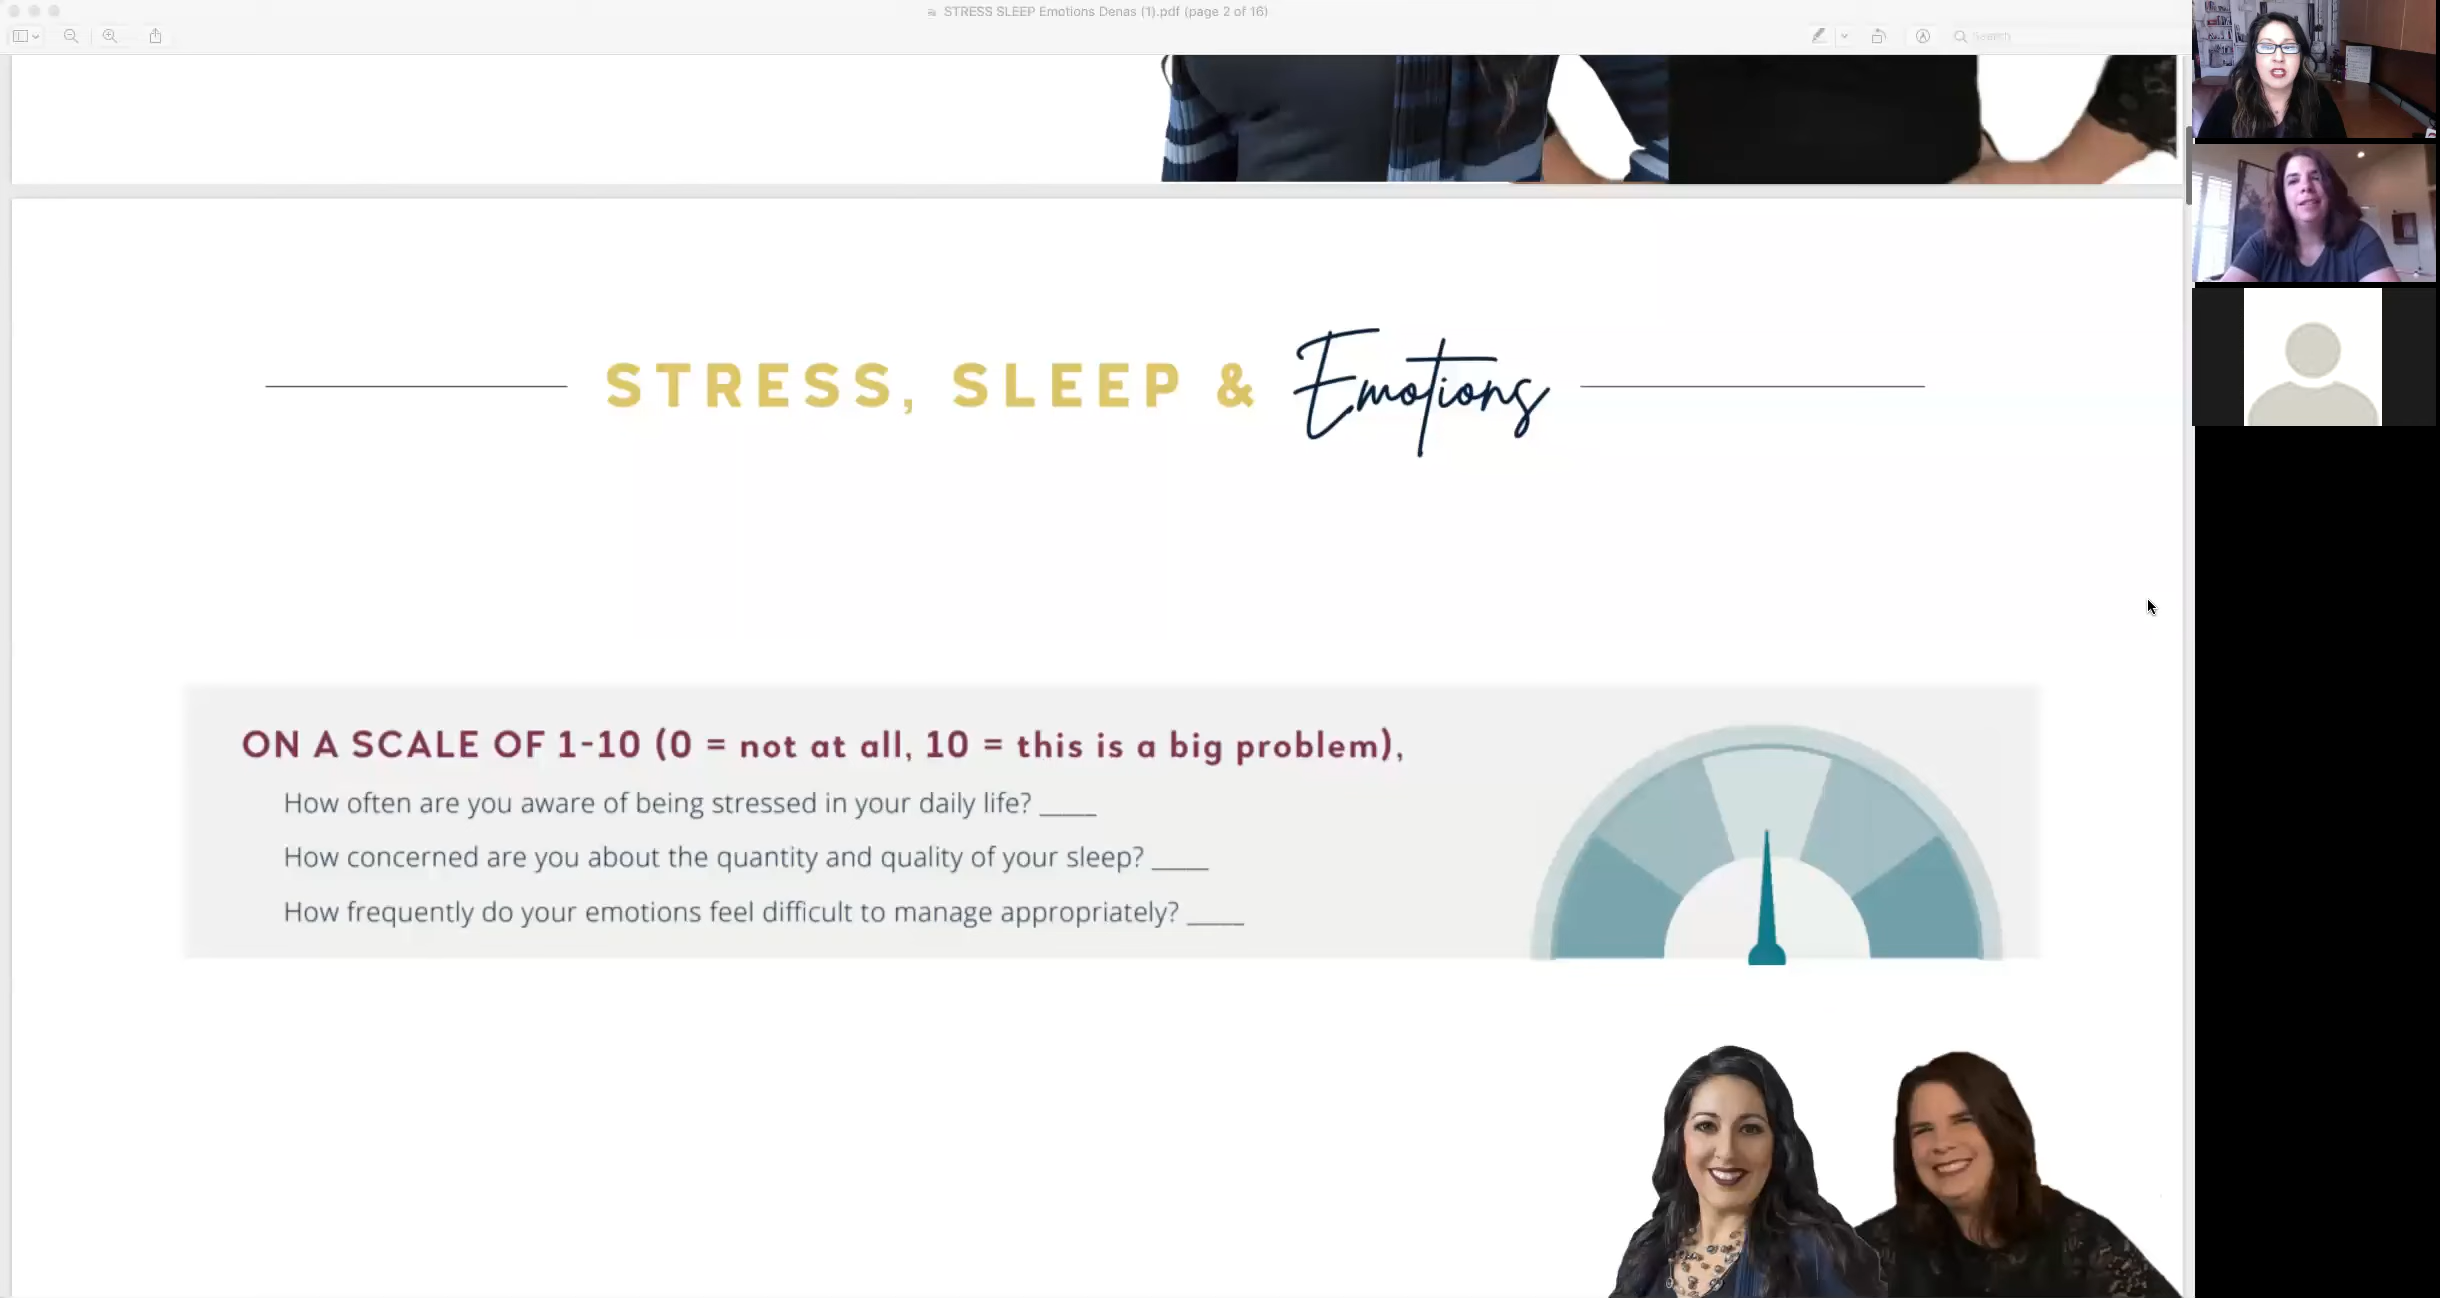 STRESS SLEEP Emotions Denas (1).pdf (page 2 of 16)
Search
STRESS, SLEEP & Emotions
ON A SCALE OF 1-10 (0 = not at all, 10 = this is a big problem),
How often are you aware of being stressed in your daily life? ____
How concerned are you about the quantity and quality of your sleep? ____
How frequently do your emotions feel difficult to manage appropriately? ____